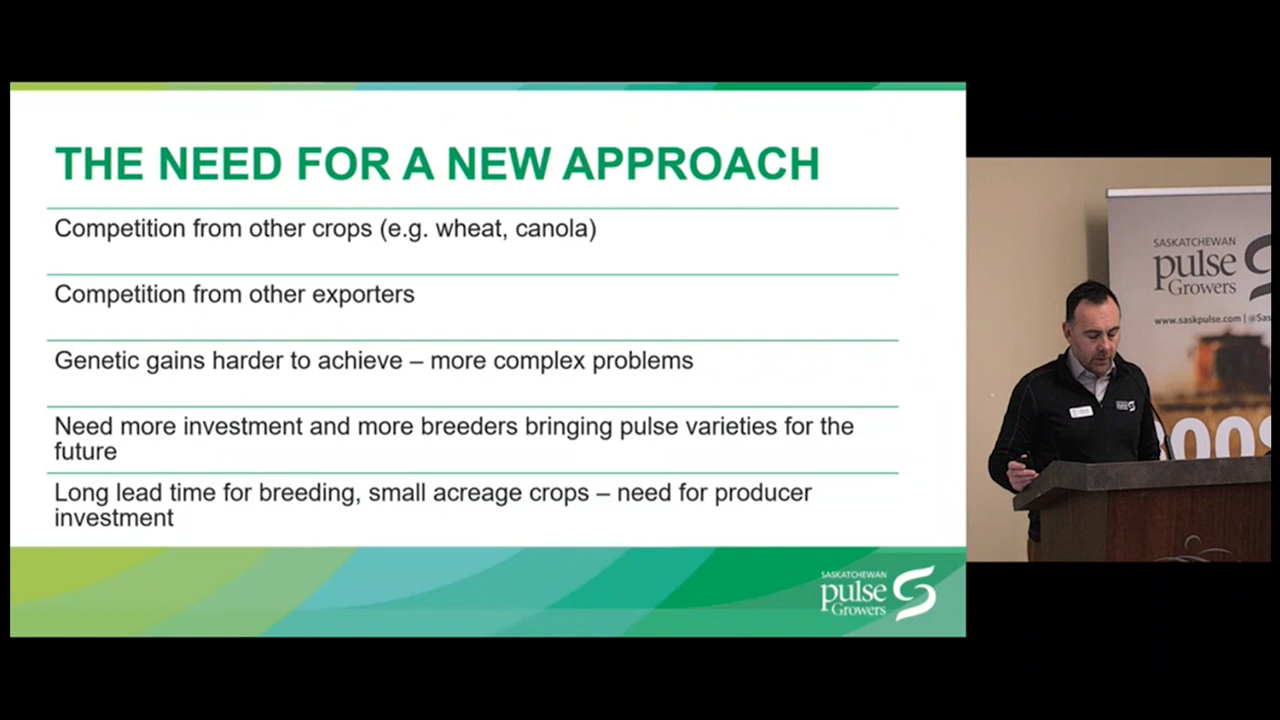 THE NEED FOR A NEW APPROACH
Competition from other crops (e.g. wheat, canola)
Competition from other exporters
Genetic gains harder to achieve – more complex problems
Need more investment and more breeders bringing pulse varieties for the
future
Long lead time for breeding, small acreage crops – need for producer
investment
SASKATCHEWAN
pulse
Growers
SASKATCHEWAN
pulse
Growers
www.saskpulse.com | @Sas